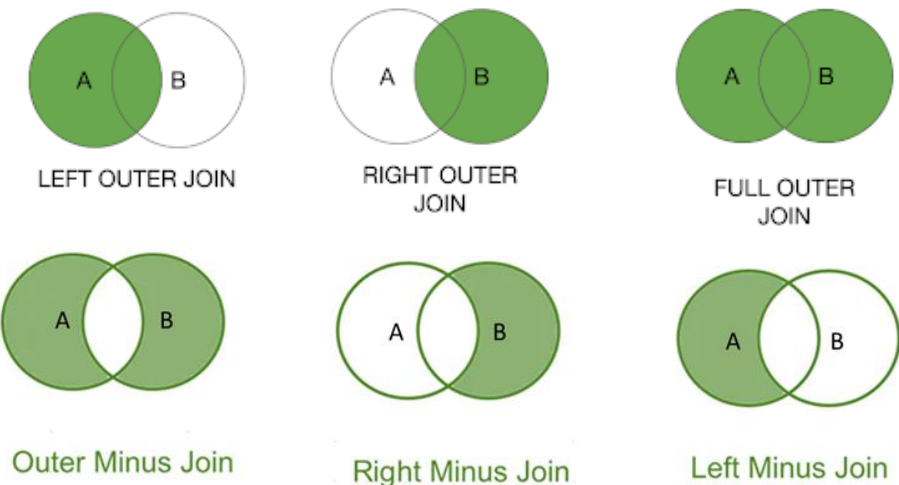 A B
A B
A B
LEFT OUTER JOIN
RIGHT OUTER
JOIN
FULL OUTER
JOIN
A B
A B
A B
Outer Minus Join
Right Minus Join
Left Minus Join